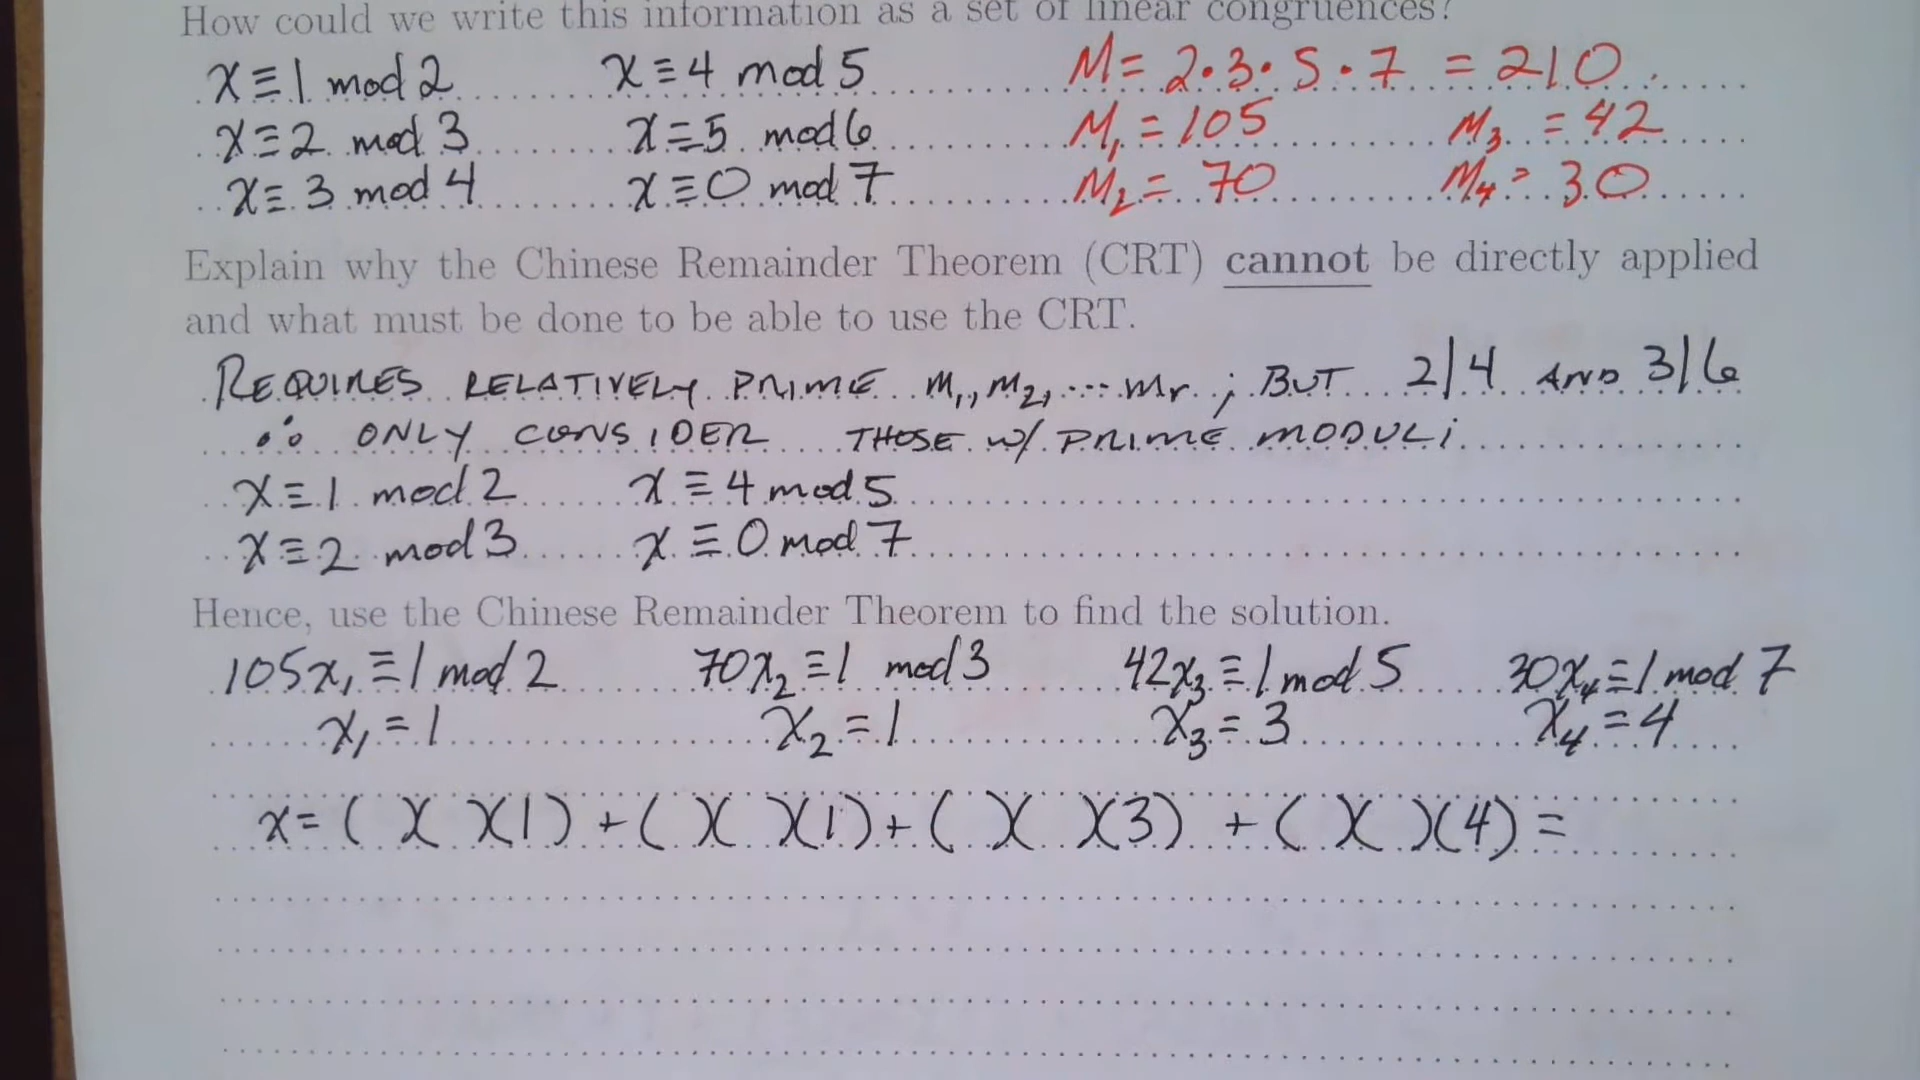 How could we write this information as a set of linear congruences?
x ≡ 1 mod 2 x ≡ 4 mod 5 M = 2·3·5·7 = 210
x ≡ 2 mod 3 x ≡ 5 mod 6 M₁ = 105 M₃ = 42
x ≡ 3 mod 4 x ≡ 0 mod 7 M₂ = 70 M₄ = 30
Explain why the Chinese Remainder Theorem (CRT) cannot be directly applied
and what must be done to be able to use the CRT.
REQUIRES RELATIVELY PRIME m₁, m₂, ... mr ; BUT 2|4 AND 3|6
∴ ONLY CONSIDER THOSE W/ PRIME MODULI
x ≡ 1 mod 2 x ≡ 4 mod 5
x ≡ 2 mod 3 x ≡ 0 mod 7
Hence, use the Chinese Remainder Theorem to find the solution.
105x₁ ≡ 1 mod 2 70x₂ ≡ 1 mod 3 42x₃ ≡ 1 mod 5 30x₄ ≡ 1 mod 7
x₁ = 1 x₂ = 1 x₃ = 3 x₄ = 4
x = ( )( )(1) + ( )( )(1) + ( )( )(3) + ( )( )(4) =